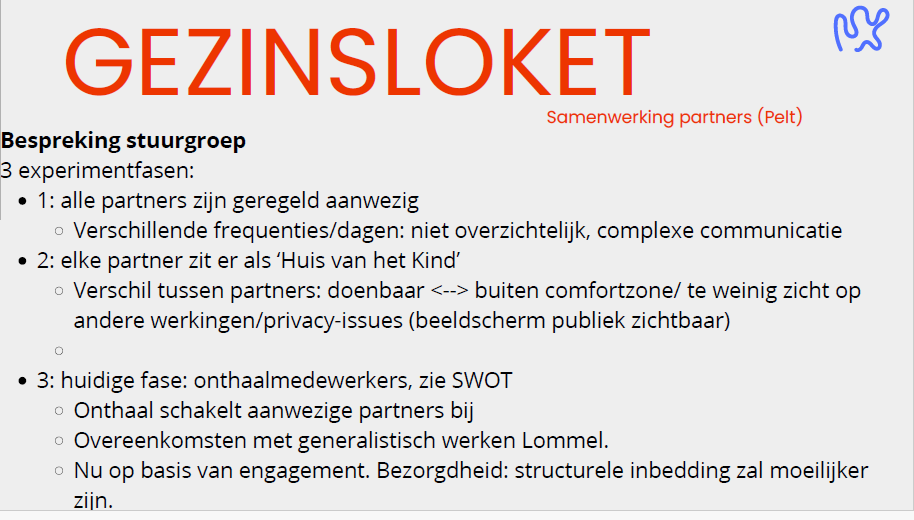 GEZINSLOKET
Samenwerking partners (Pelt)
Bespreking stuurgroep
3 experimentfasen:
• 1: alle partners zijn geregeld aanwezig
○ Verschillende frequenties/dagen: niet overzichtelijk, complexe communicatie
• 2: elke partner zit er als ‘Huis van het Kind’
○ Verschil tussen partners: doenbaar <--> buiten comfortzone/ te weinig zicht op
andere werkingen/privacy-issues (beeldscherm publiek zichtbaar)
○
• 3: huidige fase: onthaalmedewerkers, zie SWOT
○ Onthaal schakelt aanwezige partners bij
○ Overeenkomsten met generalistisch werken Lommel.
○ Nu op basis van engagement. Bezorgdheid: structurele inbedding zal moeilijker
zijn.